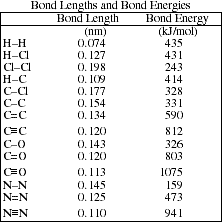 Bond Lengths and Bond Energies
Bond Length Bond Energy
(nm) (kJ/mol)
H–H 0.074 435
H–Cl 0.127 431
Cl–Cl 0.198 243
H–C 0.109 414
C–Cl 0.177 328
C–C 0.154 331
C=C 0.134 590
C≡C 0.120 812
C–O 0.143 326
C=O 0.120 803
C≡O 0.113 1075
N–N 0.145 159
N=N 0.125 473
N≡N 0.110 941